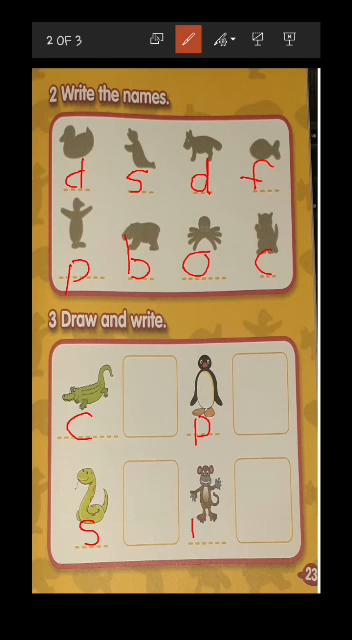 2 OF 3
2 Write the names.
d s d f
p b o c
3 Draw and write.
c p
s l
23